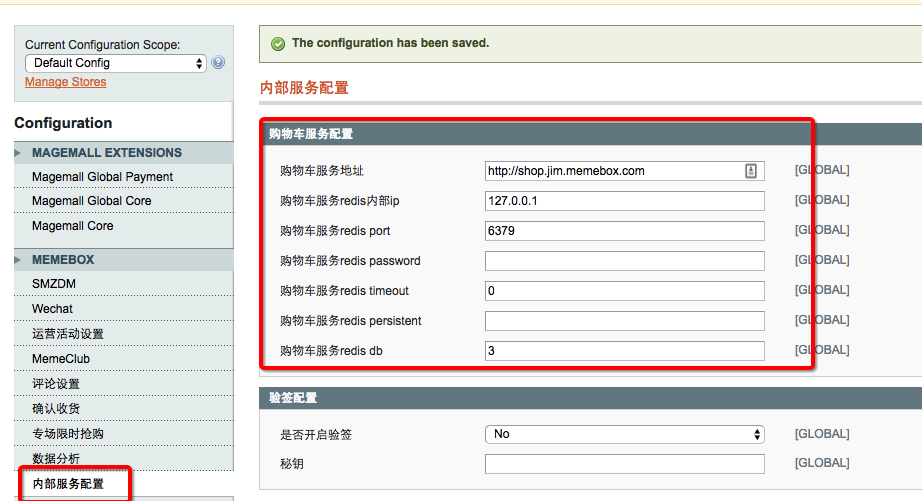 Current Configuration Scope:
Default Config
Manage Stores
Configuration
MAGEMALL EXTENSIONS
Magemall Global Payment
Magemall Global Core
Magemall Core
MEMEBOX
SMZDM
Wechat
运营活动设置
MemeClub
评论设置
确认收货
专场限时抢购
数据分析
内部服务配置
The configuration has been saved.
内部服务配置
购物车服务配置
购物车服务地址 http://shop.jim.memebox.com [GLOBAL]
购物车服务redis内部ip 127.0.0.1 [GLOBAL]
购物车服务redis port 6379 [GLOBAL]
购物车服务redis password [GLOBAL]
购物车服务redis timeout 0 [GLOBAL]
购物车服务redis persistent [GLOBAL]
购物车服务redis db 3 [GLOBAL]
验签配置
是否开启验签 No [GLOBAL]
秘钥 [GLOBAL]